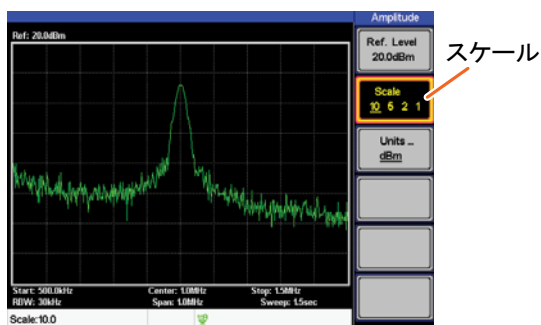 Amplitude
Ref: 20.0dBm
Ref. Level
20.0dBm
スケール
Scale
10 5 2 1
Units ..
dBm
Start: 500.0kHz Center: 1.0MHz Stop: 1.5MHz
RBW: 30kHz Span: 1.0MHz Sweep: 1.5sec
Scale:10.0